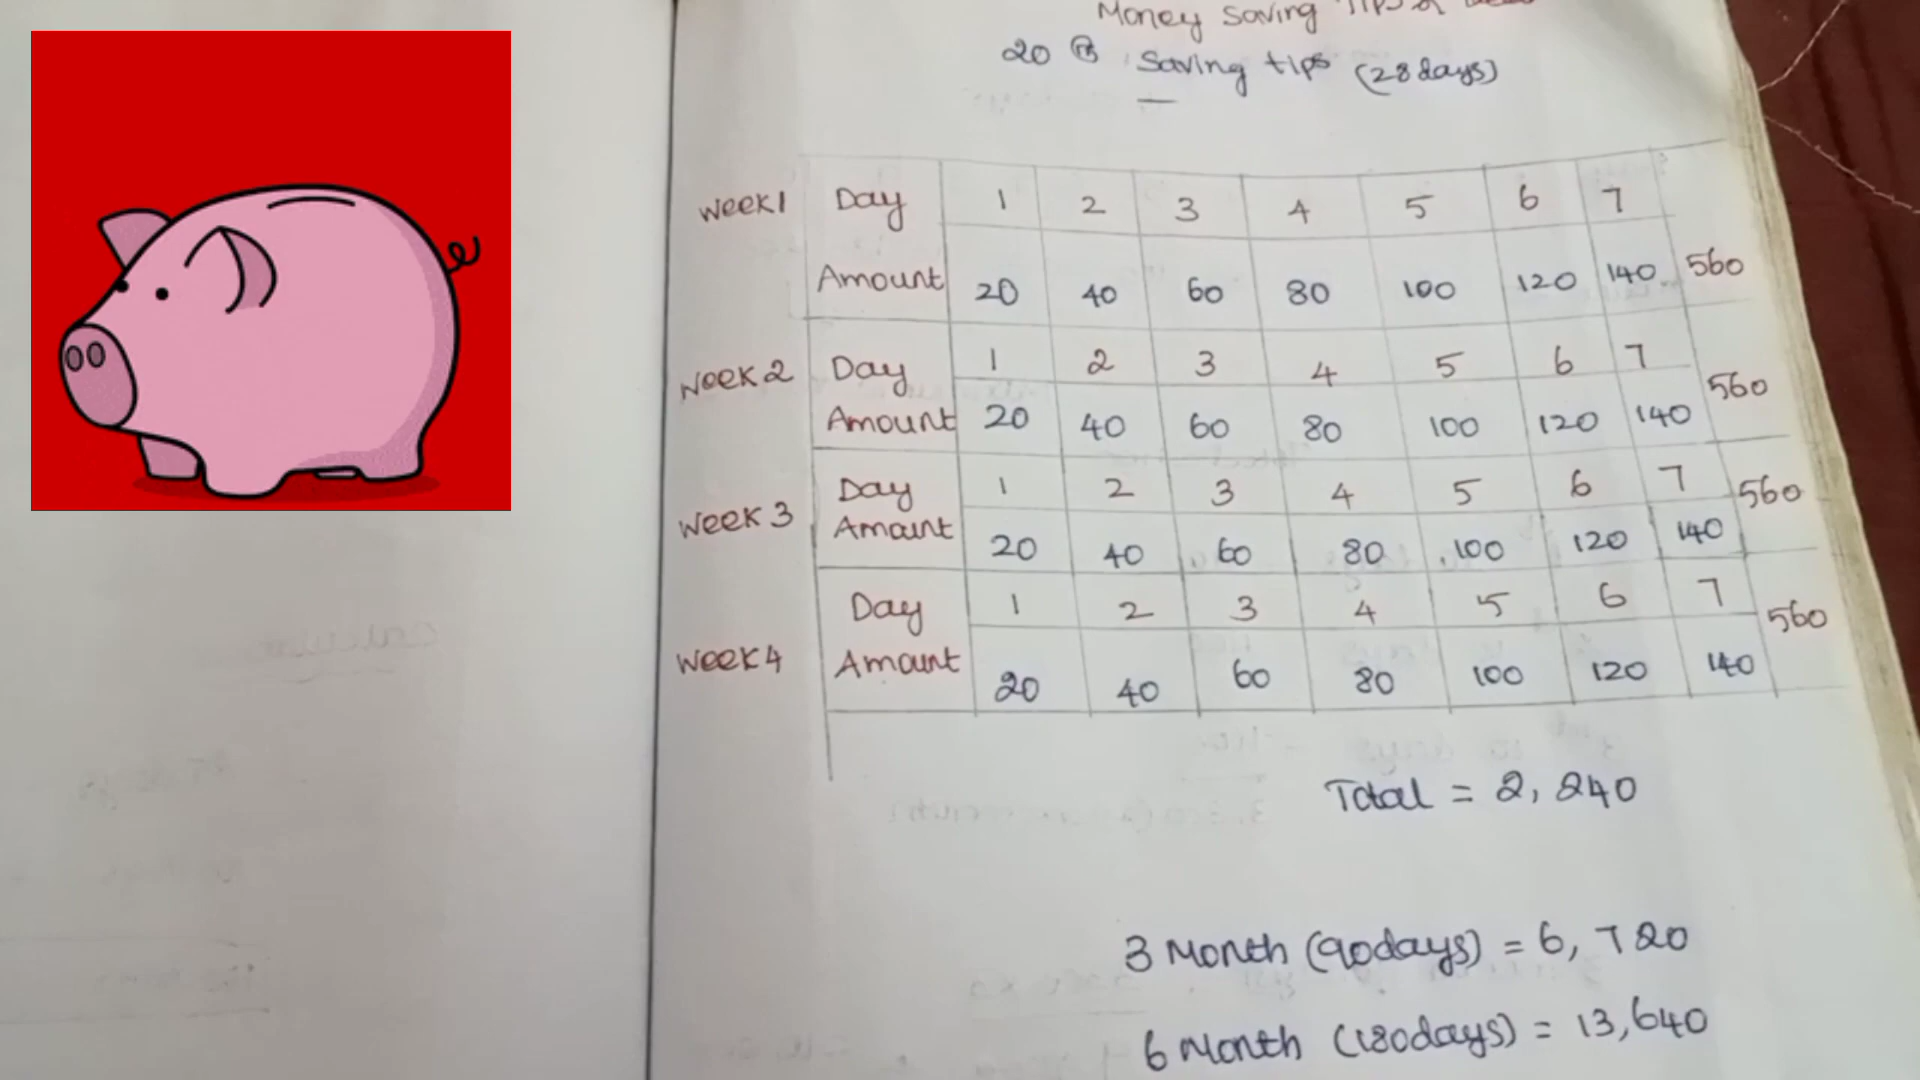 Money Saving Tips
20 ரூ Saving tips (28days)
Week1 Day 1 2 3 4 5 6 7
Amount 20 40 60 80 100 120 140 560
Week2 Day 1 2 3 4 5 6 7
Amount 20 40 60 80 100 120 140 560
Week3 Day 1 2 3 4 5 6 7 560
Amount 20 40 60 80 100 120 140
Day 1 2 3 4 5 6 7 560
Week4 Amount 20 40 60 80 100 120 140
Total = 2,240
3 Month (90days) = 6,720
6 Month (180days) = 13,640